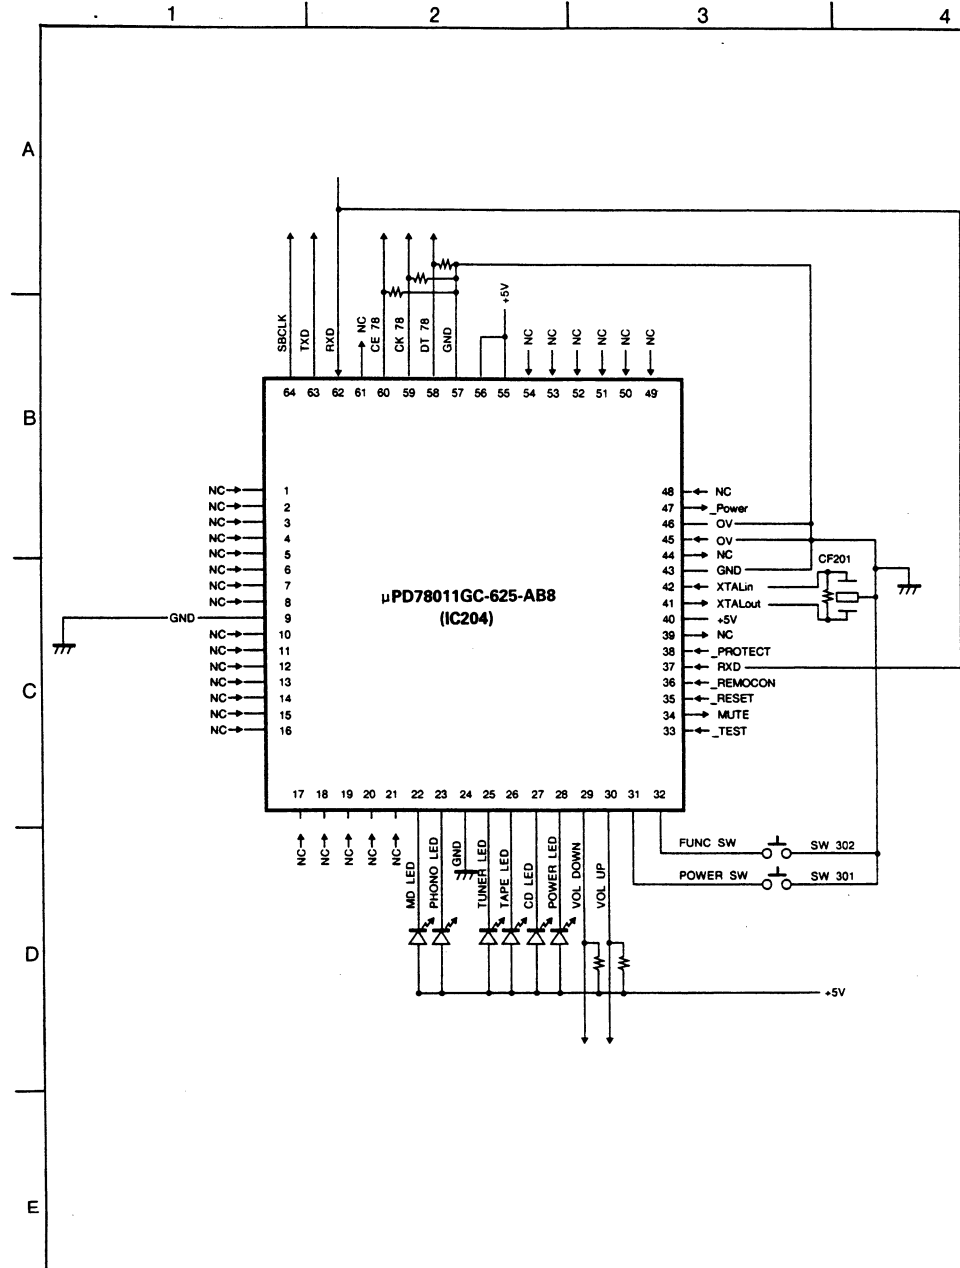 1 2 3 4
A
B
C
D
E
SBCLK
TXD
RXD
NC
CE 78
CK 78
DT 78
GND
+5V
NC
NC
NC
NC
NC
NC
64 63 62 61 60 59 58 57 56 55 54 53 52 51 50 49
NC 1
NC 2
NC 3
NC 4
NC 5
NC 6
NC 7
NC 8
GND 9
NC 10
NC 11
NC 12
NC 13
NC 14
NC 15
NC 16
μPD78011GC-625-AB8
(IC204)
48 NC
47 _Power
46 OV
45 OV
44 NC
43 GND
42 XTALin
41 XTALout
40 +5V
39 NC
38 _PROTECT
37 RXD
36 _REMOCON
35 _RESET
34 MUTE
33 _TEST
CF201
17 18 19 20 21 22 23 24 25 26 27 28 29 30 31 32
NC
NC
NC
NC
NC
MD LED
PHONO LED
GND
TUNER LED
TAPE LED
CD LED
POWER LED
VOL DOWN
VOL UP
FUNC SW SW 302
POWER SW SW 301
+5V